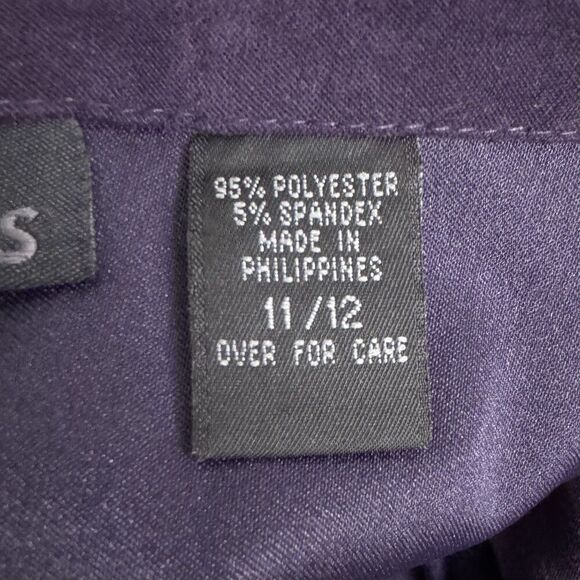 S
95% POLYESTER
5% SPANDEX
MADE IN
PHILIPPINES
11/12
OVER FOR CARE